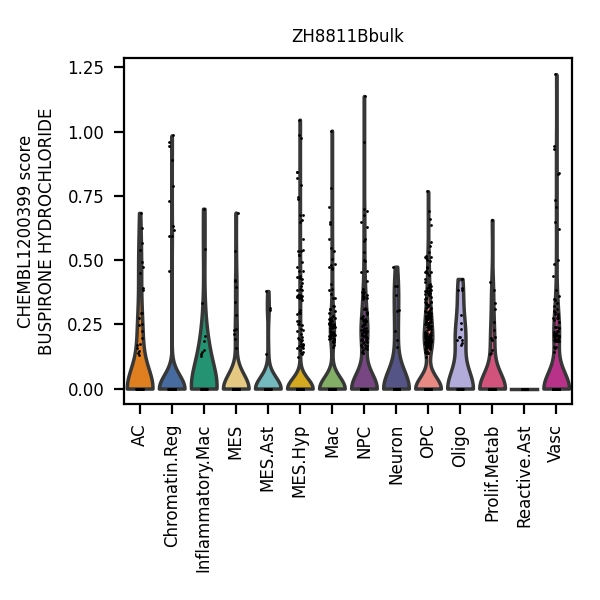 ZH8811Bbulk
CHEMBL1200399 score
BUSPIRONE HYDROCHLORIDE
1.25
1.00
0.75
0.50
0.25
0.00
AC
Chromatin.Reg
Inflammatory.Mac
MES
MES.Ast
MES.Hyp
Mac
NPC
Neuron
OPC
Oligo
Prolif.Metab
Reactive.Ast
Vasc